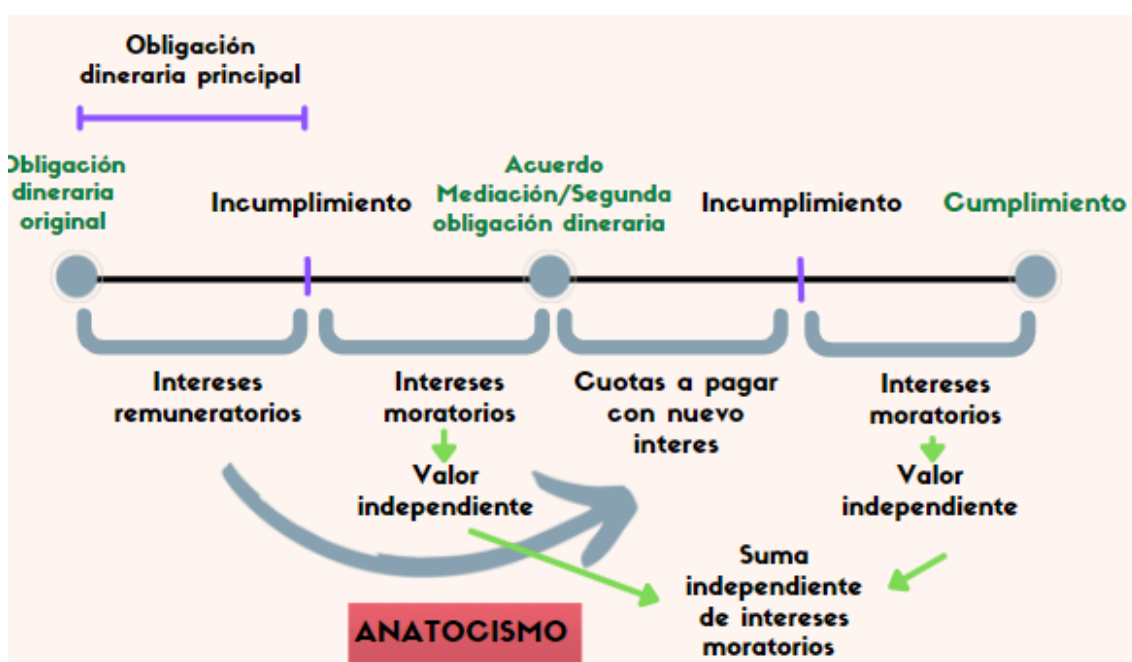 Obligación
dineraria principal
Obligación
dineraria
original
Incumplimiento
Acuerdo
Mediación/Segunda
obligación dineraria
Incumplimiento
Cumplimiento
Intereses
remuneratorios
Intereses
moratorios
Cuotas a pagar
con nuevo
interes
Intereses
moratorios
Valor
independiente
Valor
independiente
Suma
independiente
de intereses
moratorios
ANATOCISMO